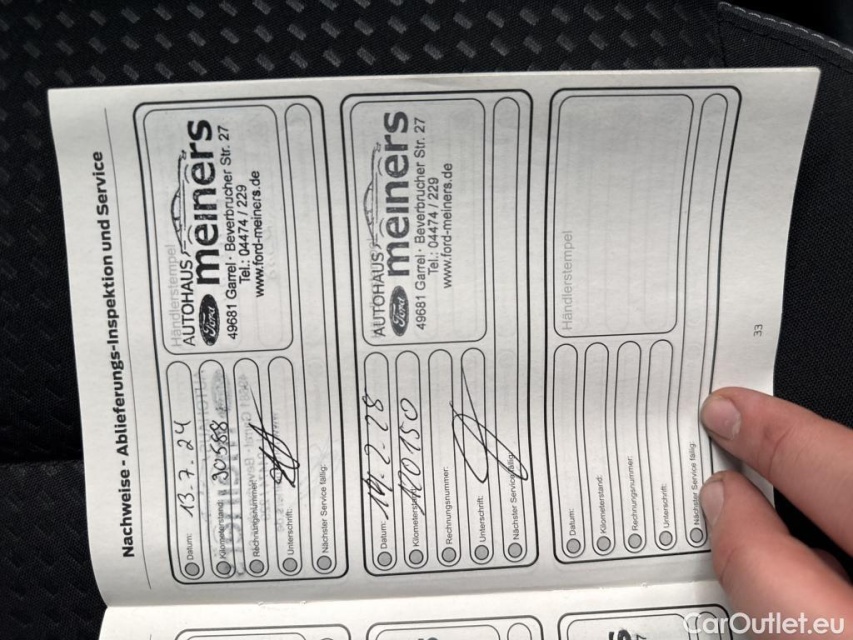 Nachweise - Ablieferungs-Inspektion und Service
Händlerstempel
AUTOHAUS
Ford meiners
49681 Garrel · Beverbrucher Str. 27
Tel.: 04474 / 229
www.ford-meiners.de
Datum: 13.7.24
Kilometerstand:
Rechnungsnummer:
Unterschrift:
Nächster Service fällig:
AUTOHAUS
Ford meiners
49681 Garrel · Beverbrucher Str. 27
Tel.: 04474 / 229
www.ford-meiners.de
Datum:
Kilometerstand: 120150
Rechnungsnummer:
Unterschrift:
Nächster Service fällig:
Händlerstempel
Datum:
Kilometerstand:
Rechnungsnummer:
Unterschrift:
Nächster Service fällig:
33
CarOutlet.eu